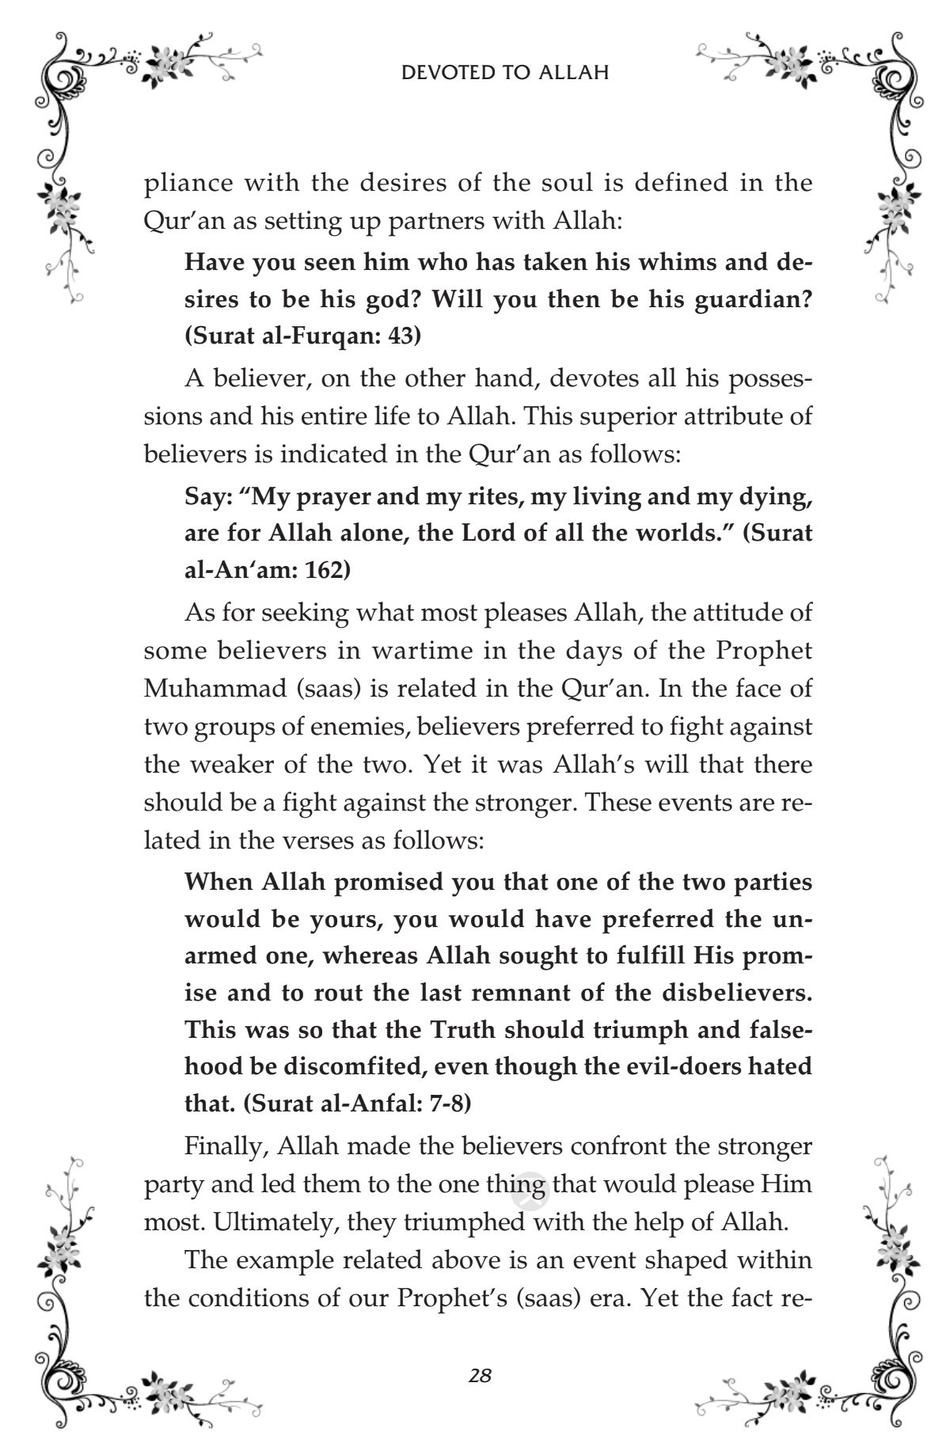 DEVOTED TO ALLAH
pliance with the desires of the soul is defined in the
Qur’an as setting up partners with Allah:
Have you seen him who has taken his whims and de-
sires to be his god? Will you then be his guardian?
(Surat al-Furqan: 43)
A believer, on the other hand, devotes all his posses-
sions and his entire life to Allah. This superior attribute of
believers is indicated in the Qur’an as follows:
Say: “My prayer and my rites, my living and my dying,
are for Allah alone, the Lord of all the worlds.” (Surat
al-An‘am: 162)
As for seeking what most pleases Allah, the attitude of
some believers in wartime in the days of the Prophet
Muhammad (saas) is related in the Qur’an. In the face of
two groups of enemies, believers preferred to fight against
the weaker of the two. Yet it was Allah’s will that there
should be a fight against the stronger. These events are re-
lated in the verses as follows:
When Allah promised you that one of the two parties
would be yours, you would have preferred the un-
armed one, whereas Allah sought to fulfill His prom-
ise and to rout the last remnant of the disbelievers.
This was so that the Truth should triumph and false-
hood be discomfited, even though the evil-doers hated
that. (Surat al-Anfal: 7-8)
Finally, Allah made the believers confront the stronger
party and led them to the one thing that would please Him
most. Ultimately, they triumphed with the help of Allah.
The example related above is an event shaped within
the conditions of our Prophet’s (saas) era. Yet the fact re-
28